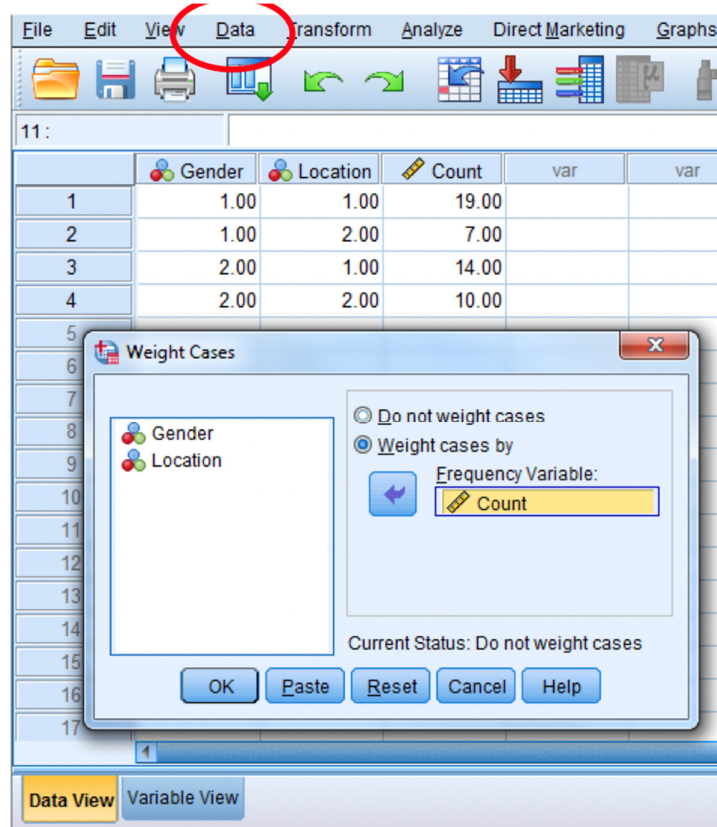 File Edit View Data Transform Analyze Direct Marketing Graphs
11 :
Gender Location Count var var
1 1.00 1.00 19.00
2 1.00 2.00 7.00
3 2.00 1.00 14.00
4 2.00 2.00 10.00
5
Weight Cases
6
7
Do not weight cases
8 Gender
Weight cases by
9 Location
Frequency Variable:
10
Count
11
12
13
14
Current Status: Do not weight cases
15
16 OK Paste Reset Cancel Help
17
Data View Variable View